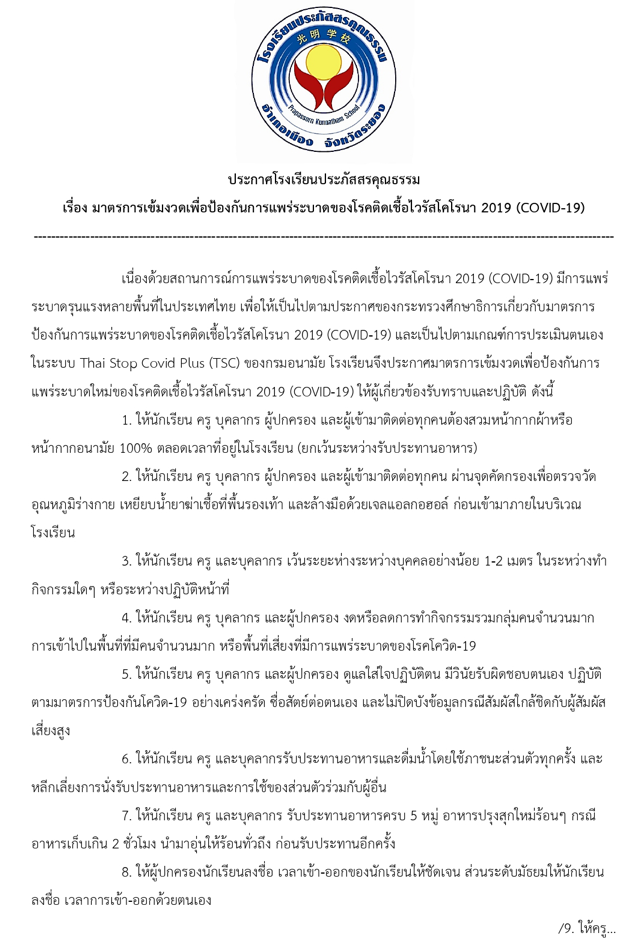 โรงเรียนประภัสสรคุณธรรม
光明学校
Prapassorn Kunnatham School
อำเภอเมือง จังหวัดระยอง
ประกาศโรงเรียนประภัสสรคุณธรรม
เรื่อง มาตรการเข้มงวดเพื่อป้องกันการแพร่ระบาดของโรคติดเชื้อไวรัสโคโรนา 2019 (COVID-19)
เนื่องด้วยสถานการณ์การแพร่ระบาดของโรคติดเชื้อไวรัสโคโรนา 2019 (COVID-19) มีการแพร่
ระบาดรุนแรงหลายพื้นที่ในประเทศไทย เพื่อให้เป็นไปตามประกาศของกระทรวงศึกษาธิการเกี่ยวกับมาตรการ
ป้องกันการแพร่ระบาดของโรคติดเชื้อไวรัสโคโรนา 2019 (COVID-19) และเป็นไปตามเกณฑ์การประเมินตนเอง
ในระบบ Thai Stop Covid Plus (TSC) ของกรมอนามัย โรงเรียนจึงประกาศมาตรการเข้มงวดเพื่อป้องกันการ
แพร่ระบาดใหม่ของโรคติดเชื้อไวรัสโคโรนา 2019 (COVID-19) ให้ผู้เกี่ยวข้องรับทราบและปฏิบัติ ดังนี้
1. ให้นักเรียน ครู บุคลากร ผู้ปกครอง และผู้เข้ามาติดต่อทุกคนต้องสวมหน้ากากผ้าหรือ
หน้ากากอนามัย 100% ตลอดเวลาที่อยู่ในโรงเรียน (ยกเว้นระหว่างรับประทานอาหาร)
2. ให้นักเรียน ครู บุคลากร ผู้ปกครอง และผู้เข้ามาติดต่อทุกคน ผ่านจุดคัดกรองเพื่อตรวจวัด
อุณหภูมิร่างกาย เหยียบน้ำยาฆ่าเชื้อที่พื้นรองเท้า และล้างมือด้วยเจลแอลกอฮอล์ ก่อนเข้ามาภายในบริเวณ
โรงเรียน
3. ให้นักเรียน ครู และบุคลากร เว้นระยะห่างระหว่างบุคคลอย่างน้อย 1-2 เมตร ในระหว่างทำ
กิจกรรมใดๆ หรือระหว่างปฏิบัติหน้าที่
4. ให้นักเรียน ครู บุคลากร และผู้ปกครอง งดหรือลดการทำกิจกรรมรวมกลุ่มคนจำนวนมาก
การเข้าไปในพื้นที่ที่มีคนจำนวนมาก หรือพื้นที่เสี่ยงที่มีการแพร่ระบาดของโรคโควิด-19
5. ให้นักเรียน ครู บุคลากร และผู้ปกครอง ดูแลใส่ใจปฏิบัติตน มีวินัยรับผิดชอบตนเอง ปฏิบัติ
ตามมาตรการป้องกันโควิด-19 อย่างเคร่งครัด ซื่อสัตย์ต่อตนเอง และไม่ปิดบังข้อมูลกรณีสัมผัสใกล้ชิดกับผู้สัมผัส
เสี่ยงสูง
6. ให้นักเรียน ครู และบุคลากรรับประทานอาหารและดื่มน้ำโดยใช้ภาชนะส่วนตัวทุกครั้ง และ
หลีกเลี่ยงการนั่งรับประทานอาหารและการใช้ของส่วนตัวร่วมกับผู้อื่น
7. ให้นักเรียน ครู และบุคลากร รับประทานอาหารครบ 5 หมู่ อาหารปรุงสุกใหม่ร้อนๆ กรณี
อาหารเก็บเกิน 2 ชั่วโมง นำมาอุ่นให้ร้อนทั่วถึง ก่อนรับประทานอีกครั้ง
8. ให้ผู้ปกครองนักเรียนลงชื่อ เวลาเข้า-ออกของนักเรียนให้ชัดเจน ส่วนระดับมัธยมให้นักเรียน
ลงชื่อ เวลาการเข้า-ออกด้วยตนเอง
/9. ให้ครู...